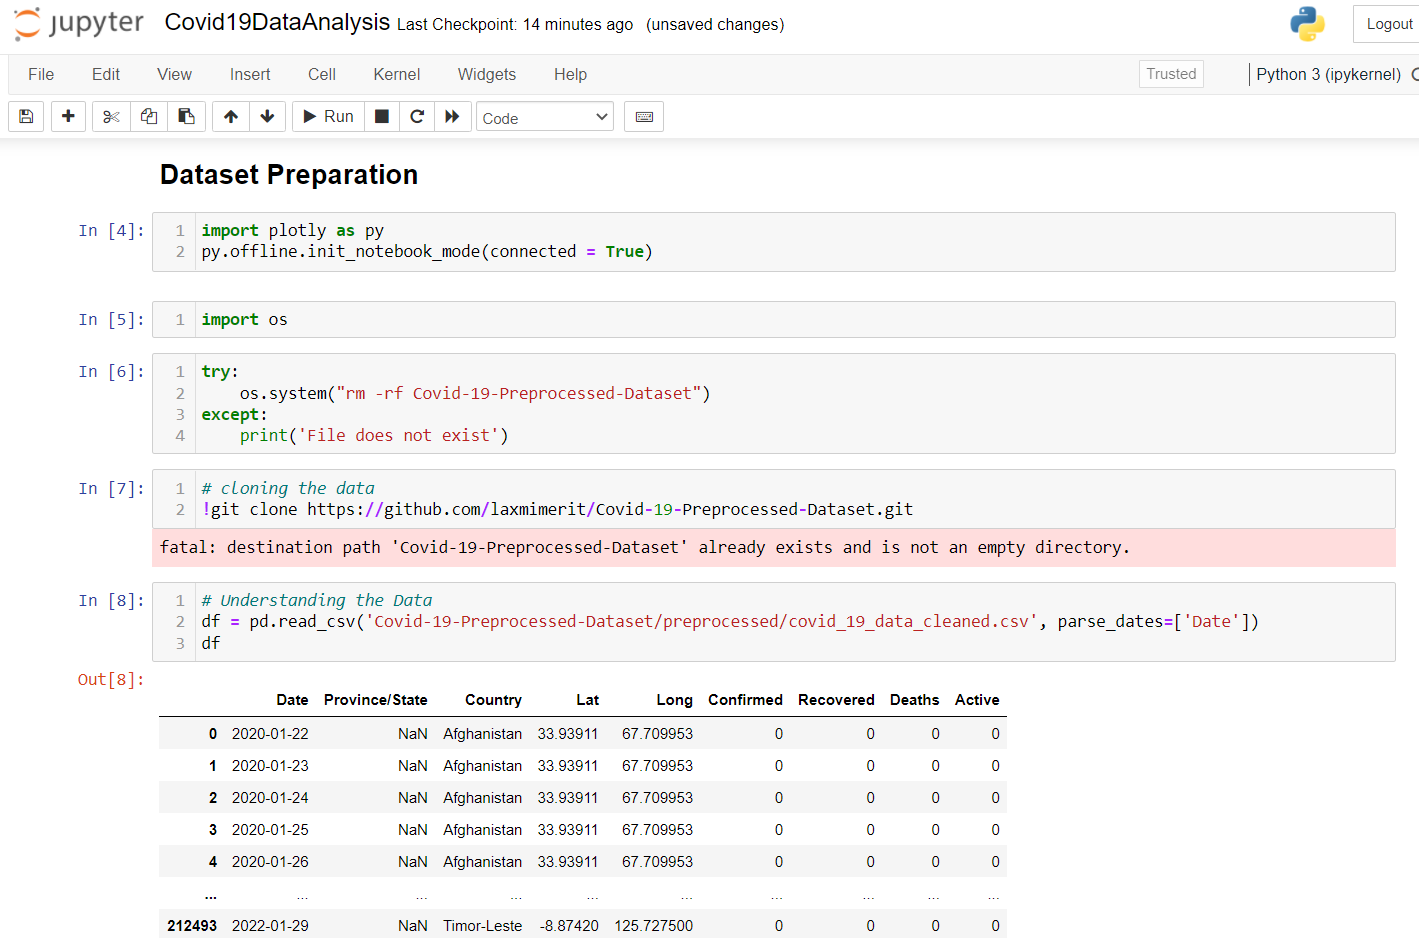 jupyter Covid19DataAnalysis Last Checkpoint: 14 minutes ago (unsaved changes) Logout
File Edit View Insert Cell Kernel Widgets Help Trusted Python 3 (ipykernel)
Run Code
Dataset Preparation
In [4]: 1 import plotly as py
2 py.offline.init_notebook_mode(connected = True)
In [5]: 1 import os
In [6]: 1 try:
2 os.system("rm -rf Covid-19-Preprocessed-Dataset")
3 except:
4 print('File does not exist')
In [7]: 1 # cloning the data
2 !git clone https://github.com/laxmimerit/Covid-19-Preprocessed-Dataset.git
fatal: destination path 'Covid-19-Preprocessed-Dataset' already exists and is not an empty directory.
In [8]: 1 # Understanding the Data
2 df = pd.read_csv('Covid-19-Preprocessed-Dataset/preprocessed/covid_19_data_cleaned.csv', parse_dates=['Date'])
3 df
Out[8]:
Date Province/State Country Lat Long Confirmed Recovered Deaths Active
0 2020-01-22 NaN Afghanistan 33.93911 67.709953 0 0 0 0
1 2020-01-23 NaN Afghanistan 33.93911 67.709953 0 0 0 0
2 2020-01-24 NaN Afghanistan 33.93911 67.709953 0 0 0 0
3 2020-01-25 NaN Afghanistan 33.93911 67.709953 0 0 0 0
4 2020-01-26 NaN Afghanistan 33.93911 67.709953 0 0 0 0
... ... ... ... ... ... ... ... ... ...
212493 2022-01-29 NaN Timor-Leste -8.87420 125.727500 0 0 0 0